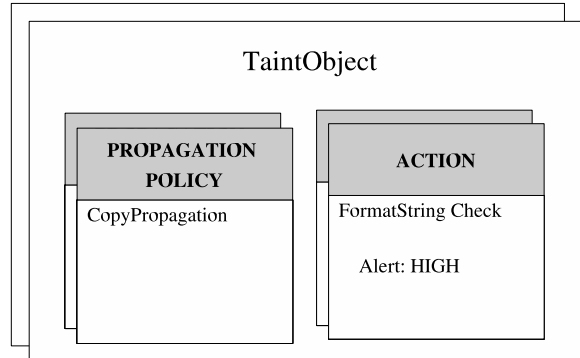 TaintObject
PROPAGATION
POLICY
CopyPropagation
ACTION
FormatString Check
Alert: HIGH